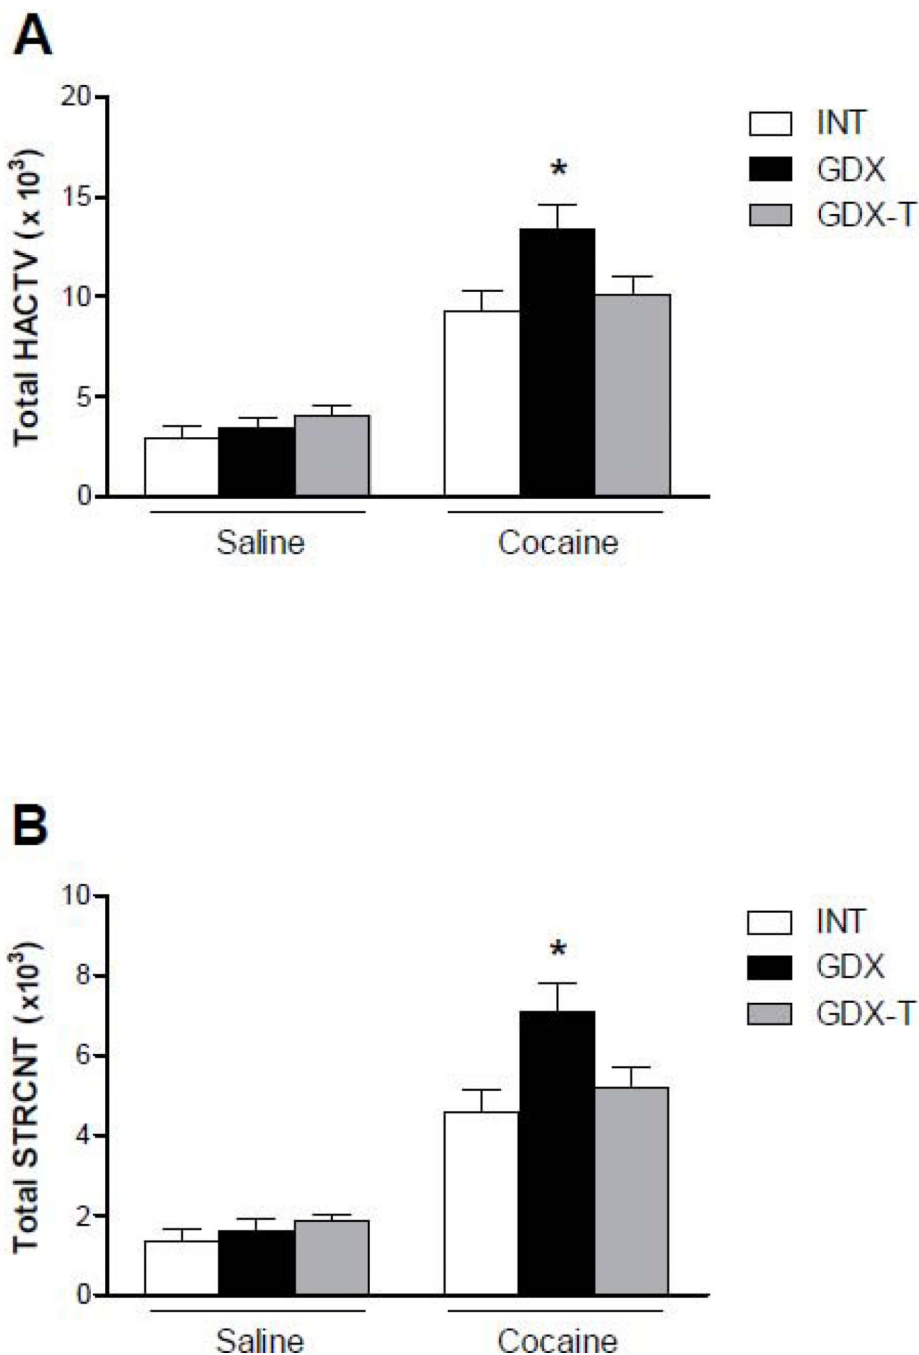 A
Total HACTV (x 10³)
20
15
10
5
0
*
INT
GDX
GDX-T
Saline
Cocaine
B
Total STRCNT (x10³)
10
8
6
4
2
0
*
INT
GDX
GDX-T
Saline
Cocaine